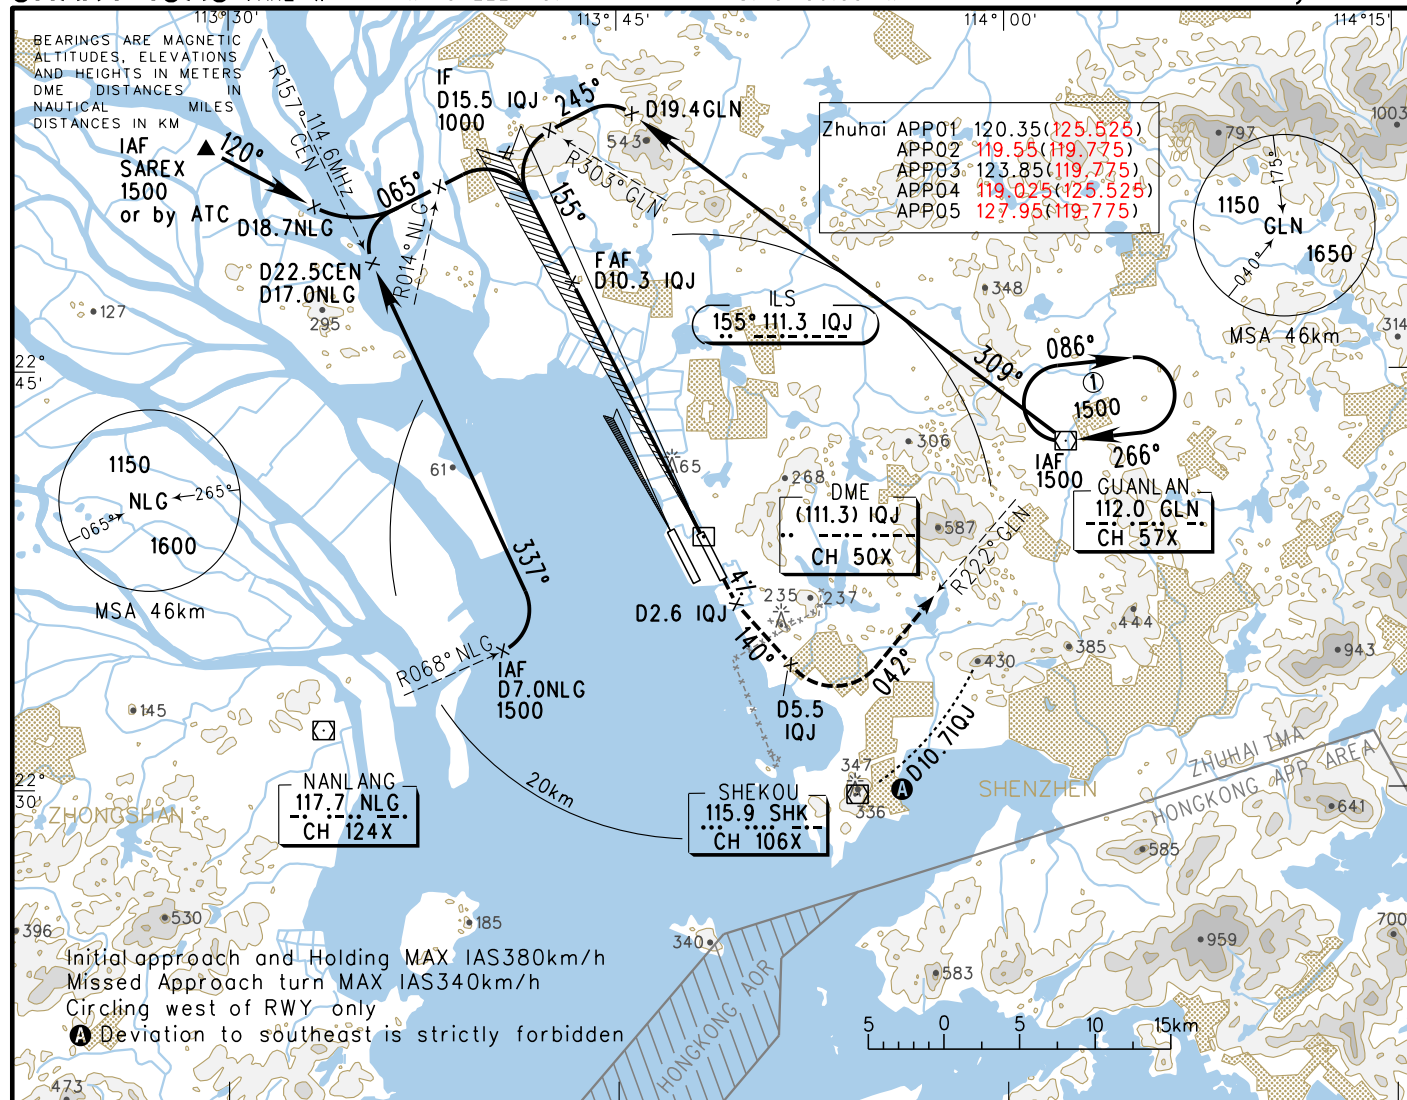 113°30'
113°45'
114°00'
114°15'
BEARINGS ARE MAGNETIC
ALTITUDES, ELEVATIONS
AND HEIGHTS IN METERS
DME DISTANCES IN
NAUTICAL MILES
DISTANCES IN KM
IAF
SAREX
1500
or by ATC
120°
R157° CEN
114.6MHz
D18.7NLG
065°
R014° NLG
D22.5CEN
D17.0NLG
IF
D15.5 IQJ
1000
245°
D19.4GLN
543
R303° GLN
155°
FAF
D10.3 IQJ
Zhuhai APP01 120.35(125.525)
APP02 119.55(119.775)
APP03 123.85(119.775)
APP04 119.025(125.525)
APP05 127.95(119.775)
797
1003
175°
1150
GLN
040°
1650
MSA 46km
314
127
295
348
ILS
155° 111.3 IQJ
309°
086°
1
1500
266°
IAF
1500
GUANLAN
112.0 GLN
CH 57X
22°
45'
1150
NLG
265°
065°
1600
MSA 46km
61
337°
65
306
268
DME
(111.3) IQJ
CH 50X
587
R222° GLN
4.1
D2.6 IQJ
235
237
140°
042°
444
385
430
943
R068° NLG
IAF
D7.0NLG
1500
D5.5
IQJ
D10.7IQJ
145
22°
30'
ZHONGSHAN
NANLANG
117.7 NLG
CH 124X
20km
SHEKOU
115.9 SHK
CH 106X
347
336
A
SHENZHEN
ZHUHAI TMA
HONGKONG APP AREA
641
585
530
396
185
340
959
583
700
473
HONGKONG AOR
Initial approach and Holding MAX IAS380km/h
Missed Approach turn MAX IAS340km/h
Circling west of RWY only
A Deviation to southeast is strictly forbidden
5 0 5 10 15km